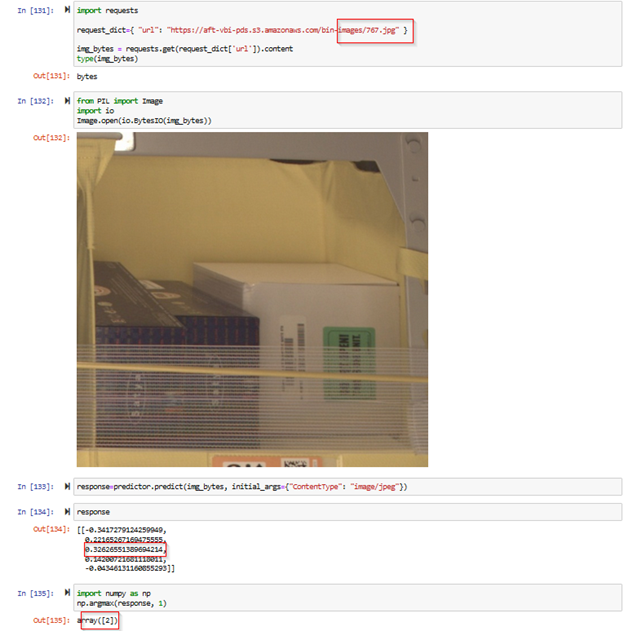 In [131]:
import requests
request_dict={ "url": "https://aft-vbi-pds.s3.amazonaws.com/bin-images/767.jpg" }
img_bytes = requests.get(request_dict['url']).content
type(img_bytes)
Out[131]: bytes
In [132]:
from PIL import Image
import io
Image.open(io.BytesIO(img_bytes))
Out[132]:
In [133]: response=predictor.predict(img_bytes, initial_args={"ContentType": "image/jpeg"})
In [134]: response
Out[134]: [[-0.3417279124259949,
0.22165267169475555,
0.32626551389694214,
0.14200721681118011,
-0.04346131160855293]]
In [135]:
import numpy as np
np.argmax(response, 1)
Out[135]: array([2])